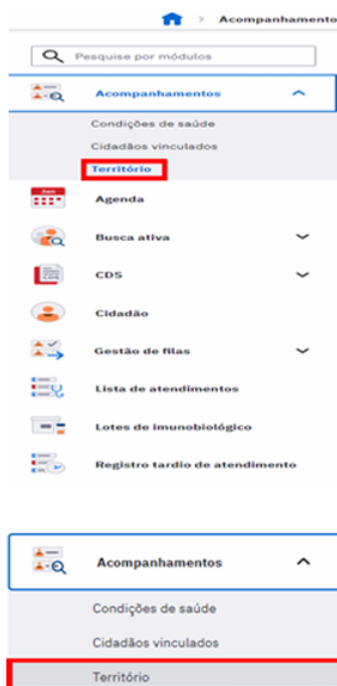 > Acompanhamento
Pesquise por módulos
Acompanhamentos
Condições de saúde
Cidadãos vinculados
Território
Agenda
Busca ativa
CDS
Cidadão
Gestão de filas
Lista de atendimentos
Lotes de imunobiológico
Registro tardio de atendimento
Acompanhamentos
Condições de saúde
Cidadãos vinculados
Território